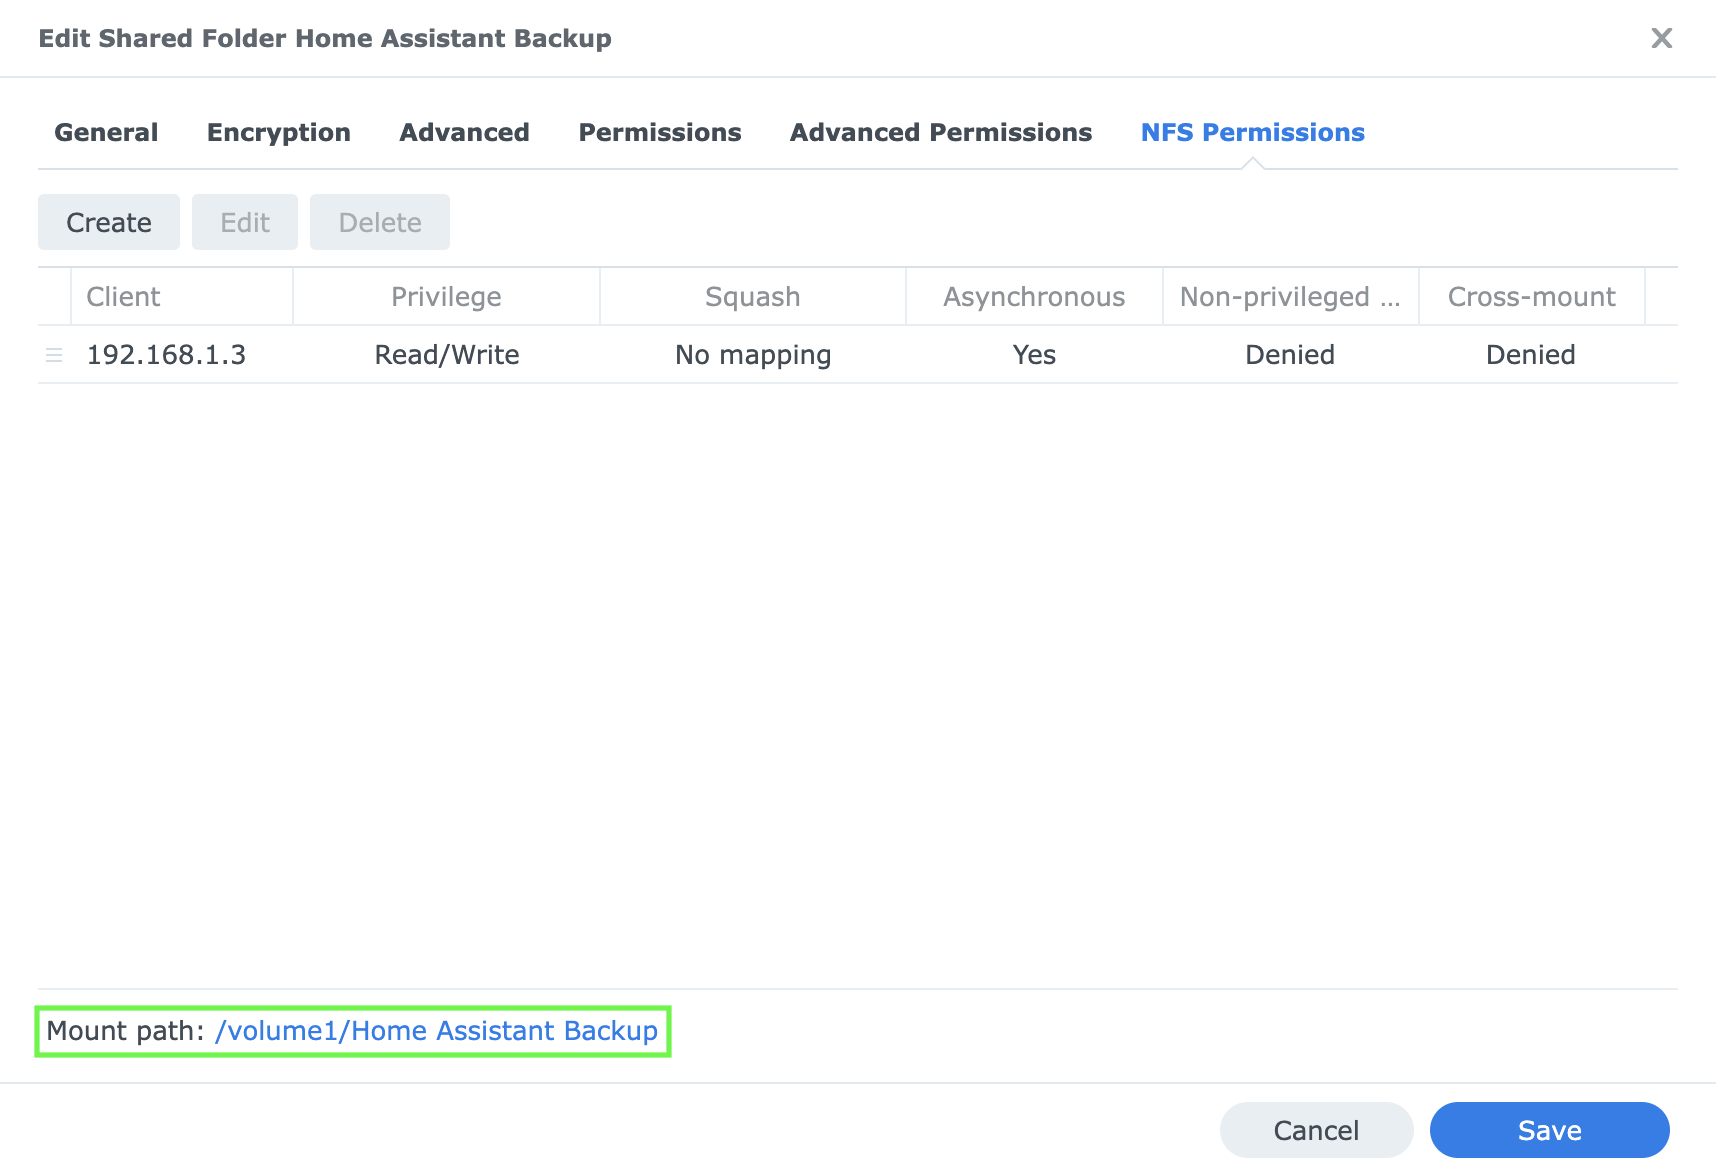 Edit Shared Folder Home Assistant Backup
General Encryption Advanced Permissions Advanced Permissions NFS Permissions
Create Edit Delete
Client Privilege Squash Asynchronous Non-privileged ... Cross-mount
192.168.1.3 Read/Write No mapping Yes Denied Denied
Mount path: /volume1/Home Assistant Backup
Cancel Save